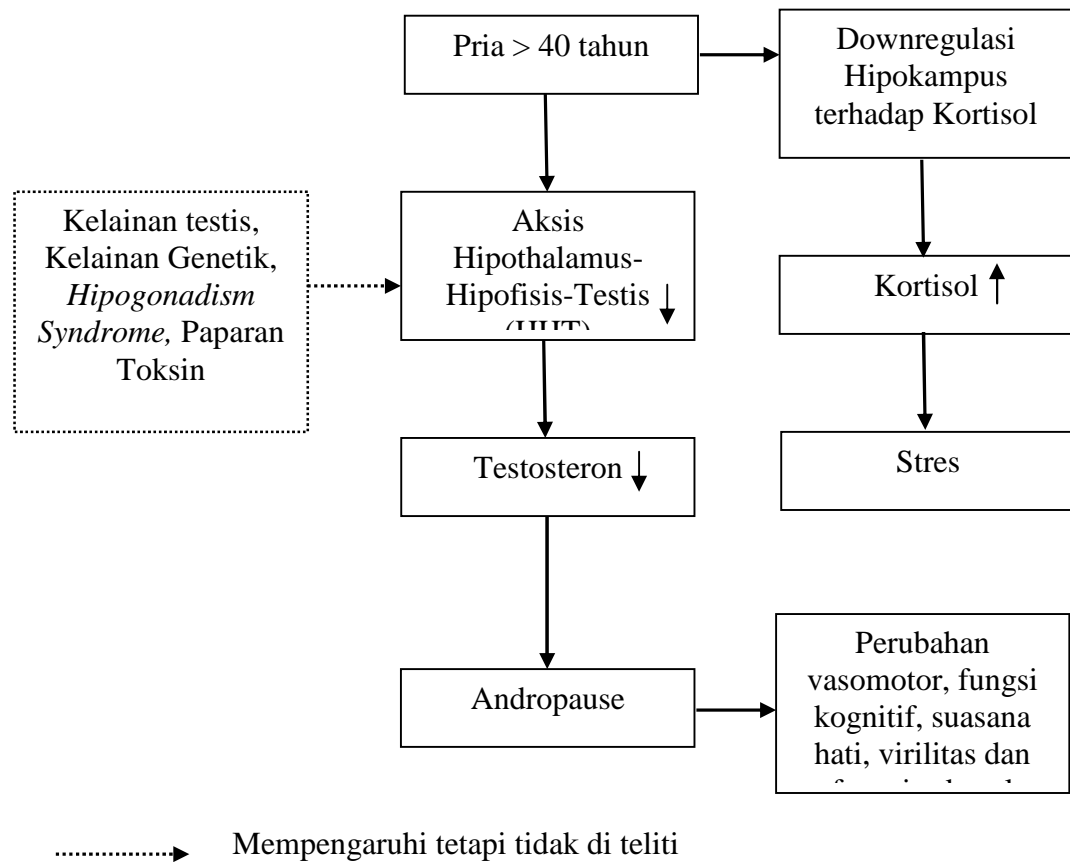 Pria > 40 tahun
Downregulasi
Hipokampus
terhadap Kortisol
Kelainan testis,
Kelainan Genetik,
Hipogonadism
Syndrome, Paparan
Toksin
Aksis
Hipothalamus-
Hipofisis-Testis ↓
(HHT)
Kortisol ↑
Testosteron ↓
Stres
Andropause
Perubahan
vasomotor, fungsi
kognitif, suasana
hati, virilitas dan
Mempengaruhi tetapi tidak di teliti